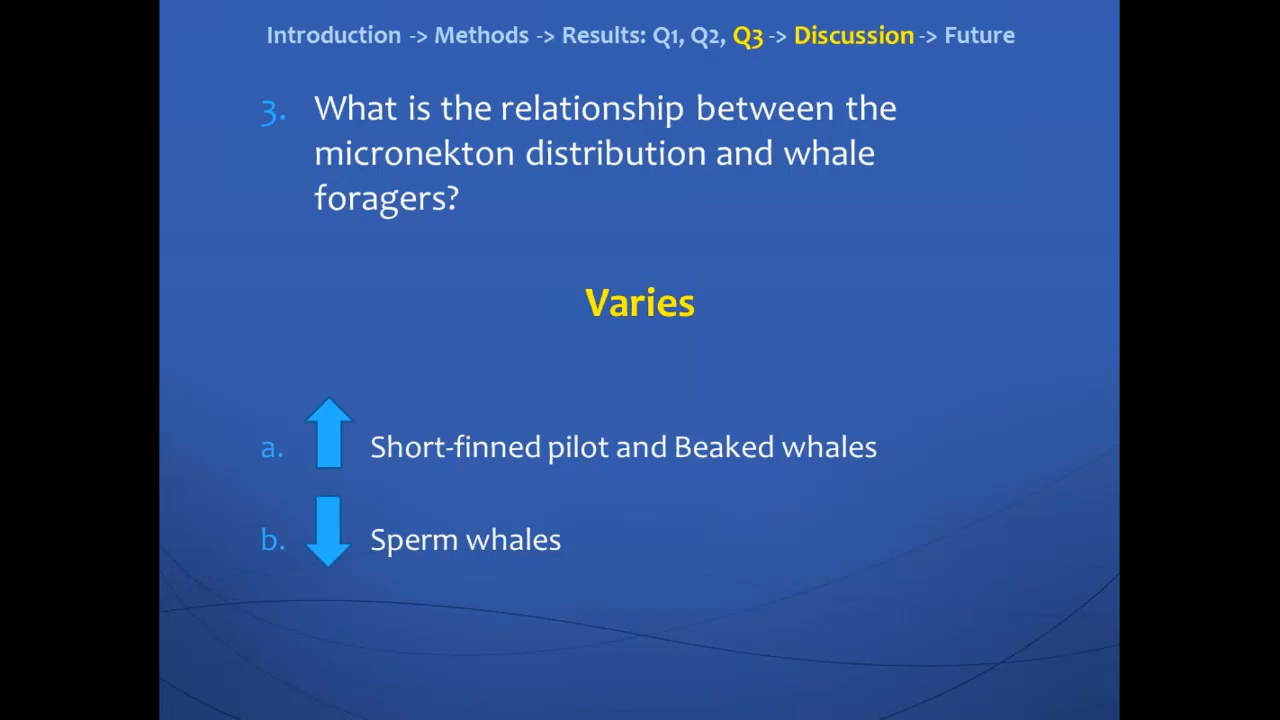 Introduction -> Methods -> Results: Q1, Q2, Q3 -> Discussion -> Future
3. What is the relationship between the
micronekton distribution and whale
foragers?
Varies
a. Short-finned pilot and Beaked whales
b. Sperm whales